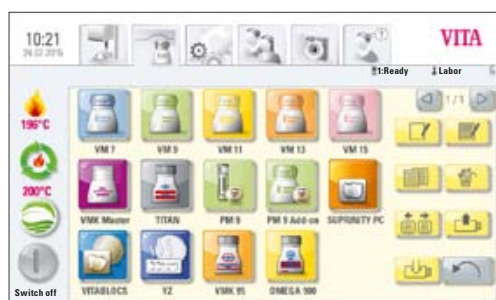 10:21
VITA
1:Ready Labor
1/1
196°C
VM 7 VM 9 VM 11 VM 13 VM 15
200°C
VMK Master TITAN PM 9 PM 9 Add-on SUPRINITY PC
VITABLOCS YZ VMK 95 OMEGA 900
Switch off